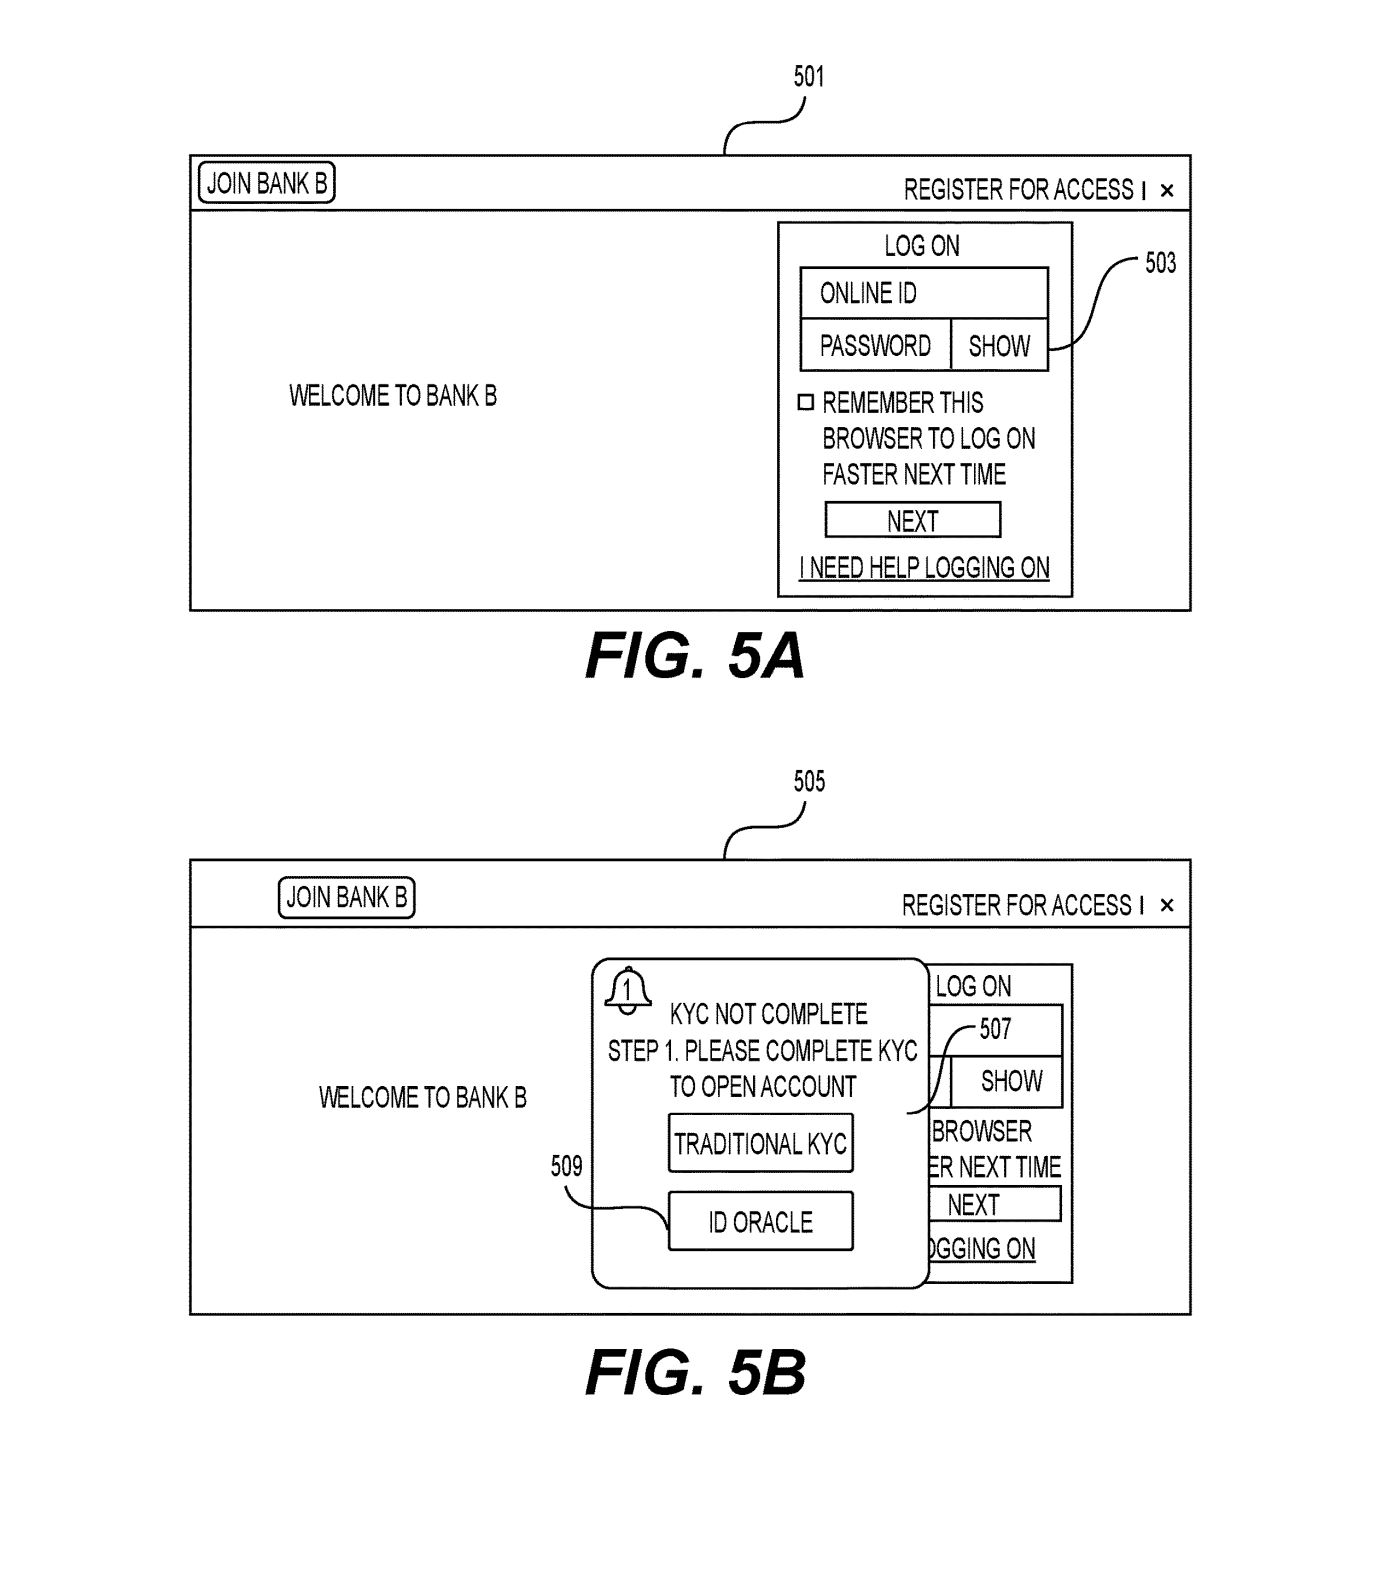 501
JOIN BANK B
REGISTER FOR ACCESS | ×
LOG ON
503
ONLINE ID
PASSWORD SHOW
WELCOME TO BANK B
REMEMBER THIS
BROWSER TO LOG ON
FASTER NEXT TIME
NEXT
I NEED HELP LOGGING ON
FIG. 5A
505
JOIN BANK B
REGISTER FOR ACCESS | ×
1
LOG ON
KYC NOT COMPLETE
507
STEP 1. PLEASE COMPLETE KYC
TO OPEN ACCOUNT
SHOW
WELCOME TO BANK B
BROWSER
TRADITIONAL KYC
509
ER NEXT TIME
NEXT
ID ORACLE
OGGING ON
FIG. 5B